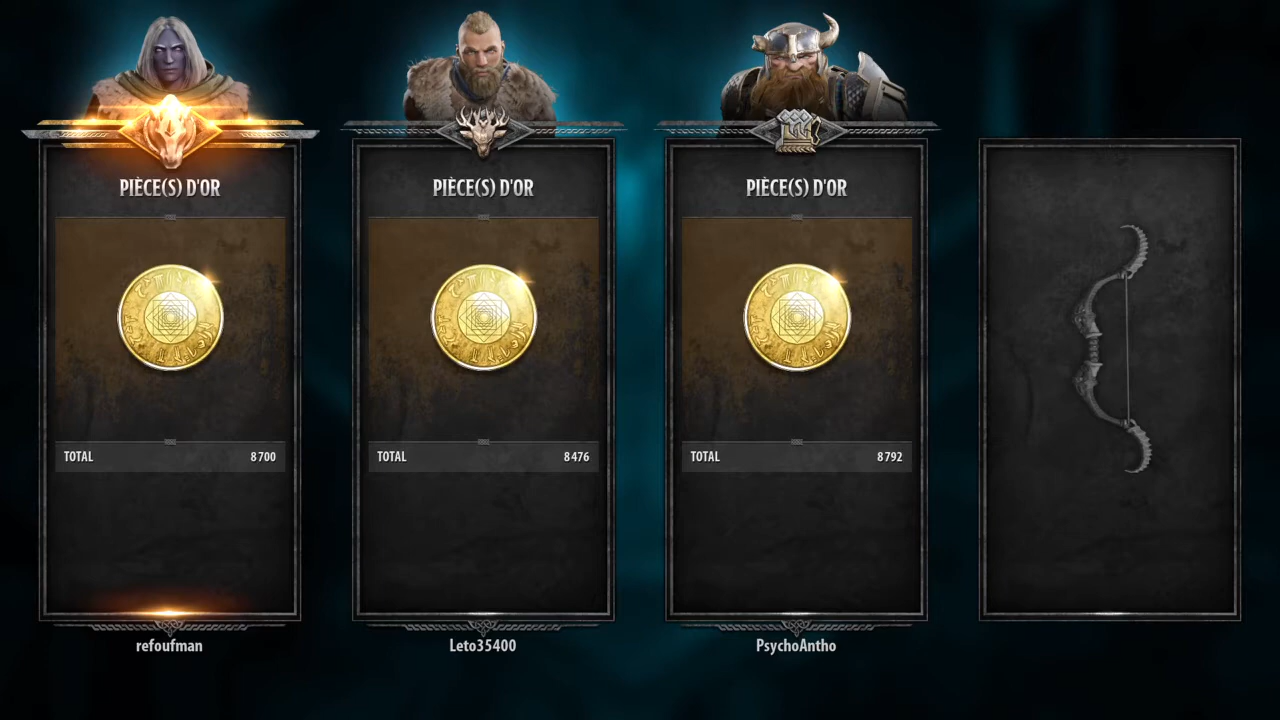 PIÈCE(S) D'OR
TOTAL 8700
refoufman
PIÈCE(S) D'OR
TOTAL 8476
Leto35400
PIÈCE(S) D'OR
TOTAL 8792
PsychoAntho